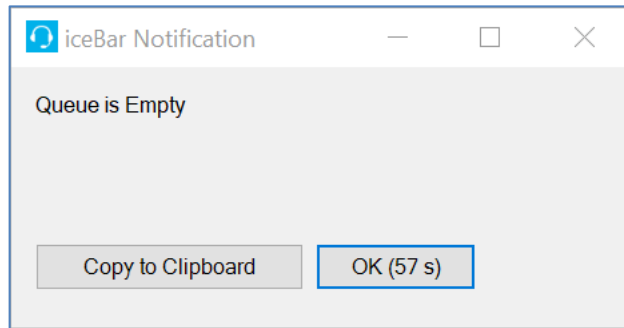 iceBar Notification
Queue is Empty
Copy to Clipboard OK (57 s)